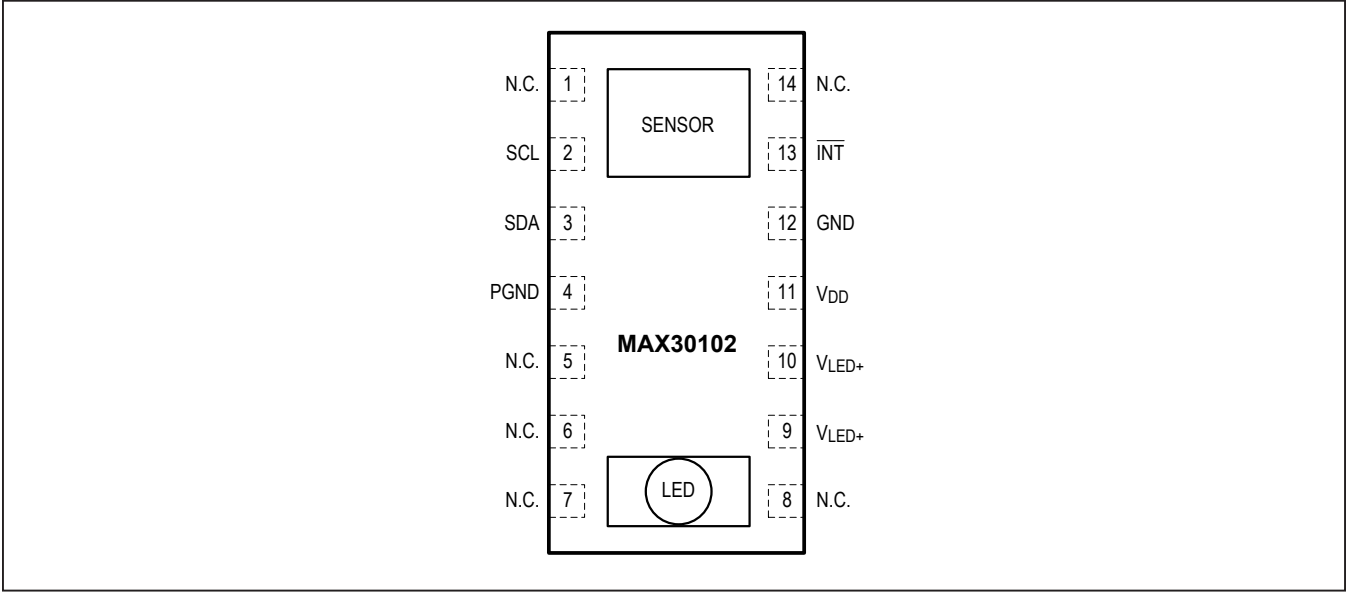 N.C. 1 SENSOR 14 N.C.
SCL 2 13 I̅N̅T̅
SDA 3 12 GND
PGND 4 11 VDD
MAX30102
N.C. 5 10 VLED+
N.C. 6 9 VLED+
N.C. 7 LED 8 N.C.